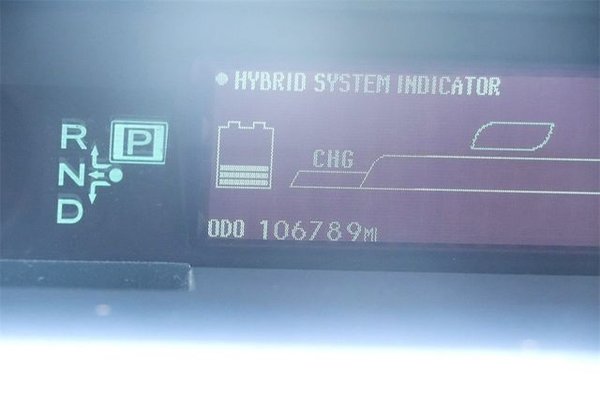 HYBRID SYSTEM INDICATOR
R P
N
D
CHG
ODO 106789MI